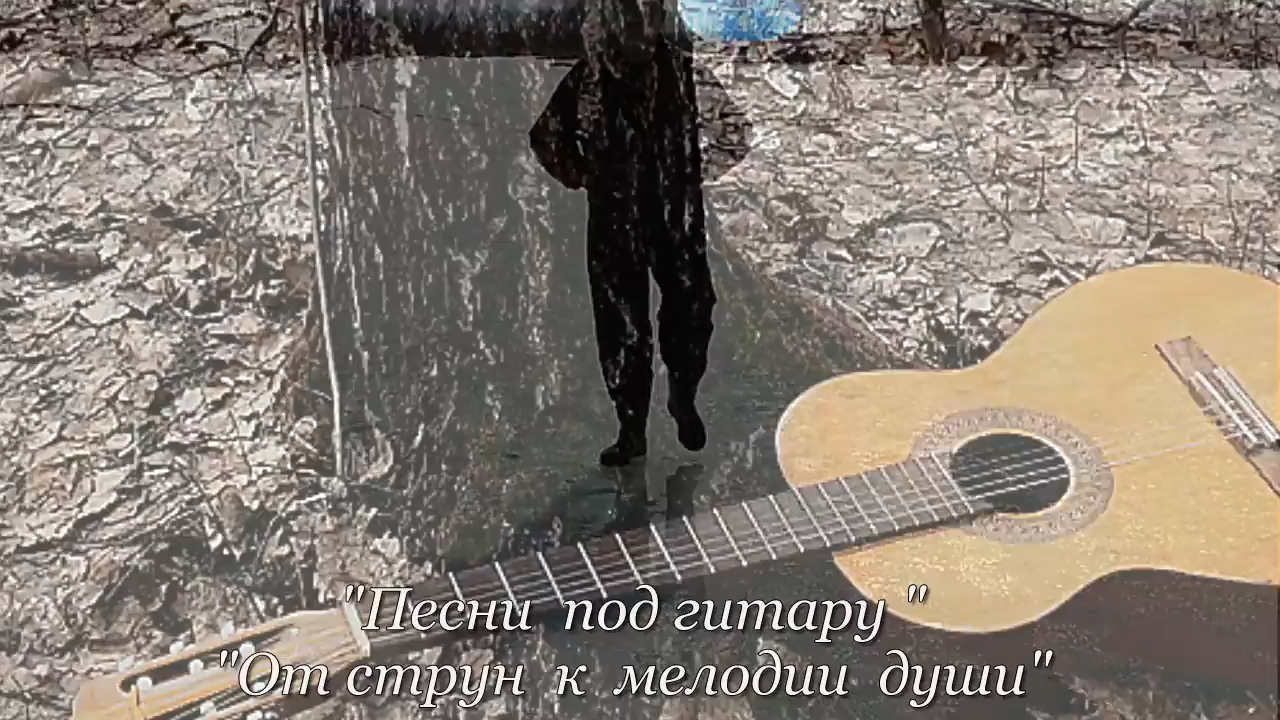 "Песни под гитару "
"От струн к мелодии души"